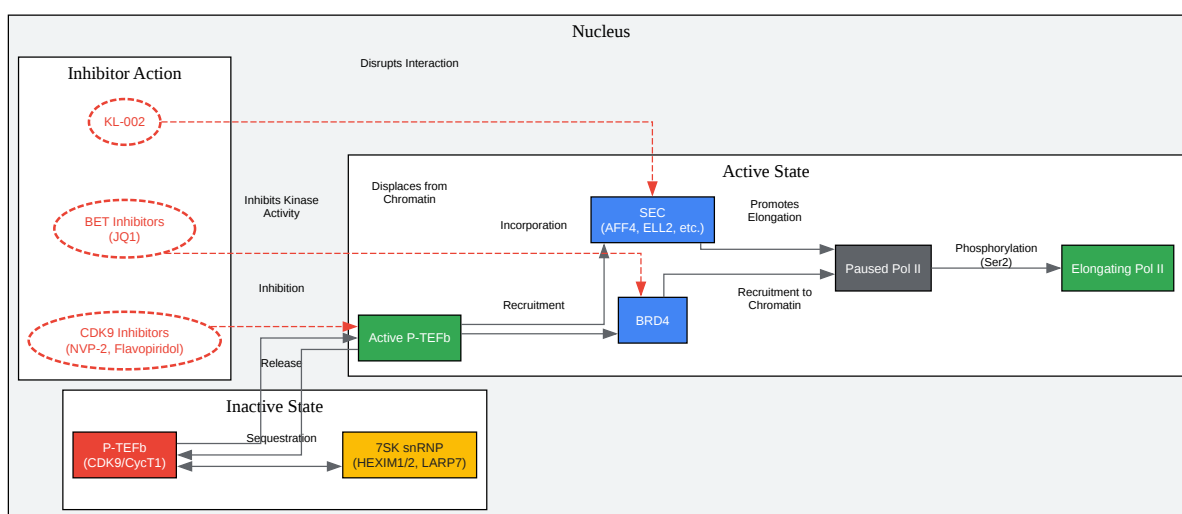 Nucleus
Disrupts Interaction
Inhibitor Action
KL-002
BET Inhibitors
(JQ1)
CDK9 Inhibitors
(NVP-2, Flavopiridol)
Inhibits Kinase
Activity
Inhibition
Active State
Displaces from
Chromatin
Incorporation
SEC
(AFF4, ELL2, etc.)
Promotes
Elongation
Paused Pol II
Phosphorylation
(Ser2)
Elongating Pol II
Recruitment
BRD4
Recruitment to
Chromatin
Active P-TEFb
Release
Inactive State
Sequestration
P-TEFb
(CDK9/CycT1)
7SK snRNP
(HEXIM1/2, LARP7)